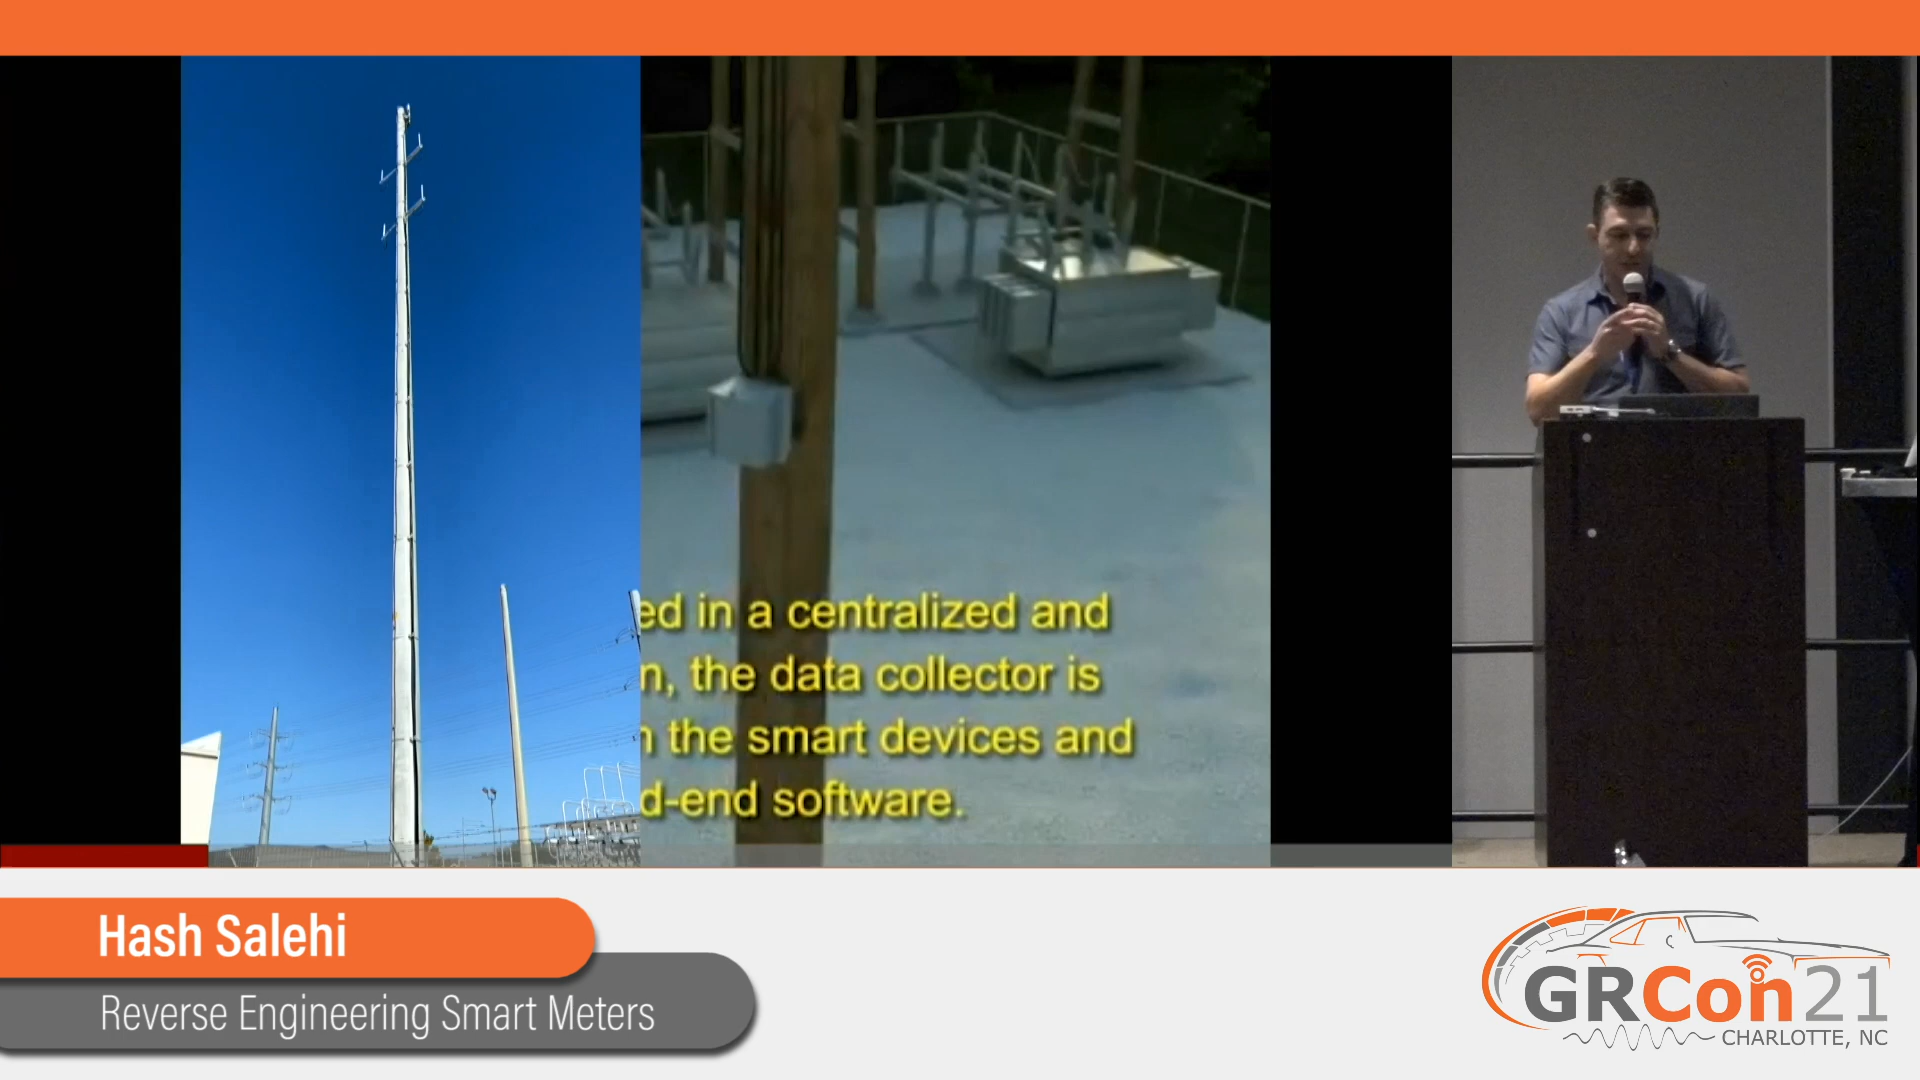 ed in a centralized and
n, the data collector is
the smart devices and
d-end software.
Hash Salehi
Reverse Engineering Smart Meters
GRCon21
CHARLOTTE, NC